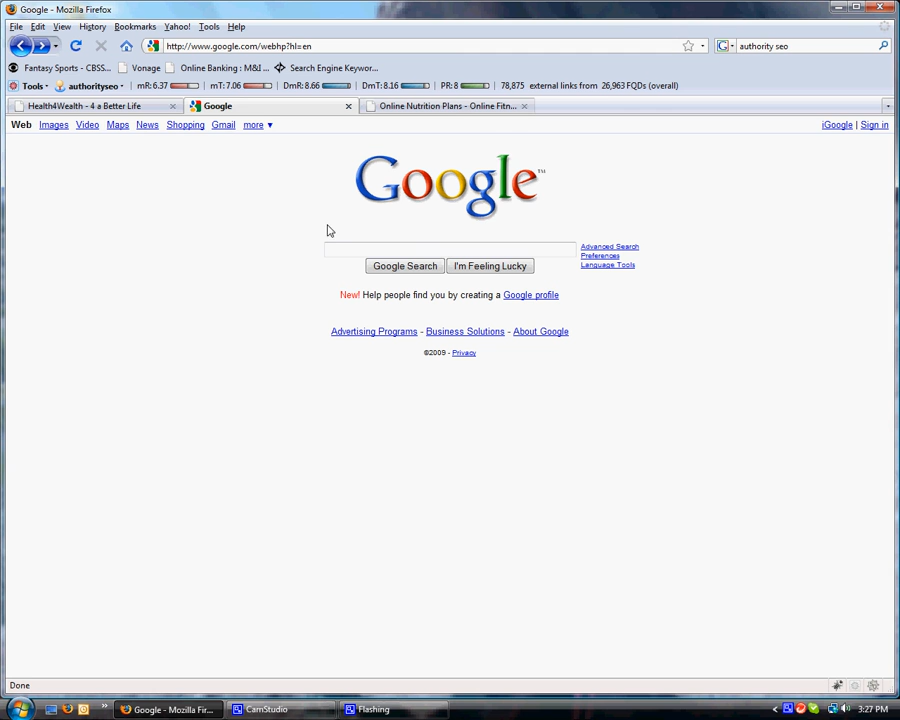 Google - Mozilla Firefox
File Edit View History Bookmarks Yahoo! Tools Help
http://www.google.com/webhp?hl=en
authority seo
Fantasy Sports - CBSS... Vonage Online Banking : M&I ... Search Engine Keywor...
Tools authorityseo mR: 6.37 mT: 7.06 DmR: 8.66 DmT: 8.16 PR: 8 78,875 external links from 26,963 FQDs (overall)
Health4Wealth - 4 a Better Life Google Online Nutrition Plans - Online Fitn...
Web Images Video Maps News Shopping Gmail more ▼ iGoogle | Sign in
Google™
Advanced Search
Preferences
Language Tools
Google Search I'm Feeling Lucky
New! Help people find you by creating a Google profile
Advertising Programs - Business Solutions - About Google
©2009 - Privacy
Done
Google - Mozilla Fir... CamStudio Flashing 3:27 PM